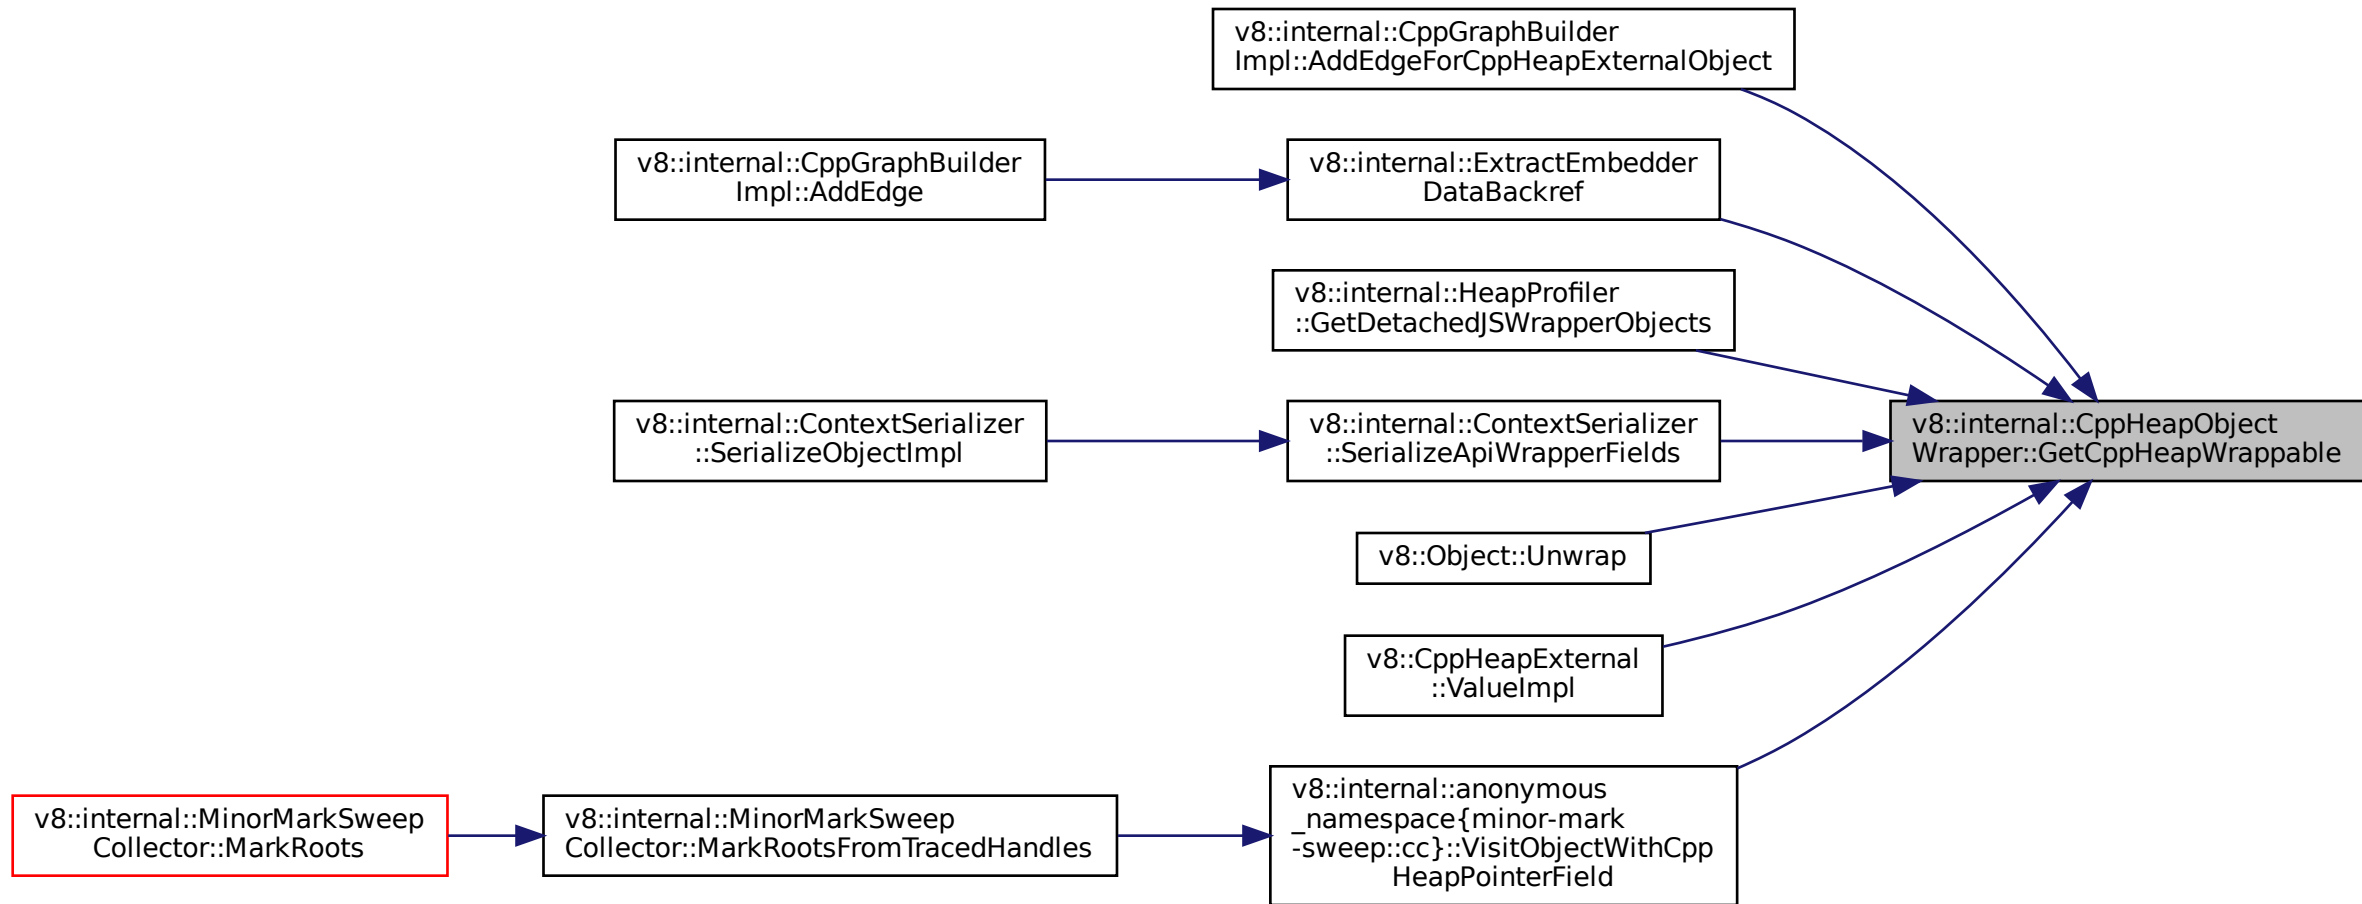 v8::internal::CppGraphBuilder
Impl::AddEdgeForCppHeapExternalObject
v8::internal::CppGraphBuilder
Impl::AddEdge
v8::internal::ExtractEmbedder
DataBackref
v8::internal::HeapProfiler
::GetDetachedJSWrapperObjects
v8::internal::ContextSerializer
::SerializeObjectImpl
v8::internal::ContextSerializer
::SerializeApiWrapperFields
v8::internal::CppHeapObject
Wrapper::GetCppHeapWrappable
v8::Object::Unwrap
v8::CppHeapExternal
::ValueImpl
v8::internal::MinorMarkSweep
Collector::MarkRoots
v8::internal::MinorMarkSweep
Collector::MarkRootsFromTracedHandles
v8::internal::anonymous
_namespace{minor-mark
-sweep::cc}::VisitObjectWithCpp
HeapPointerField